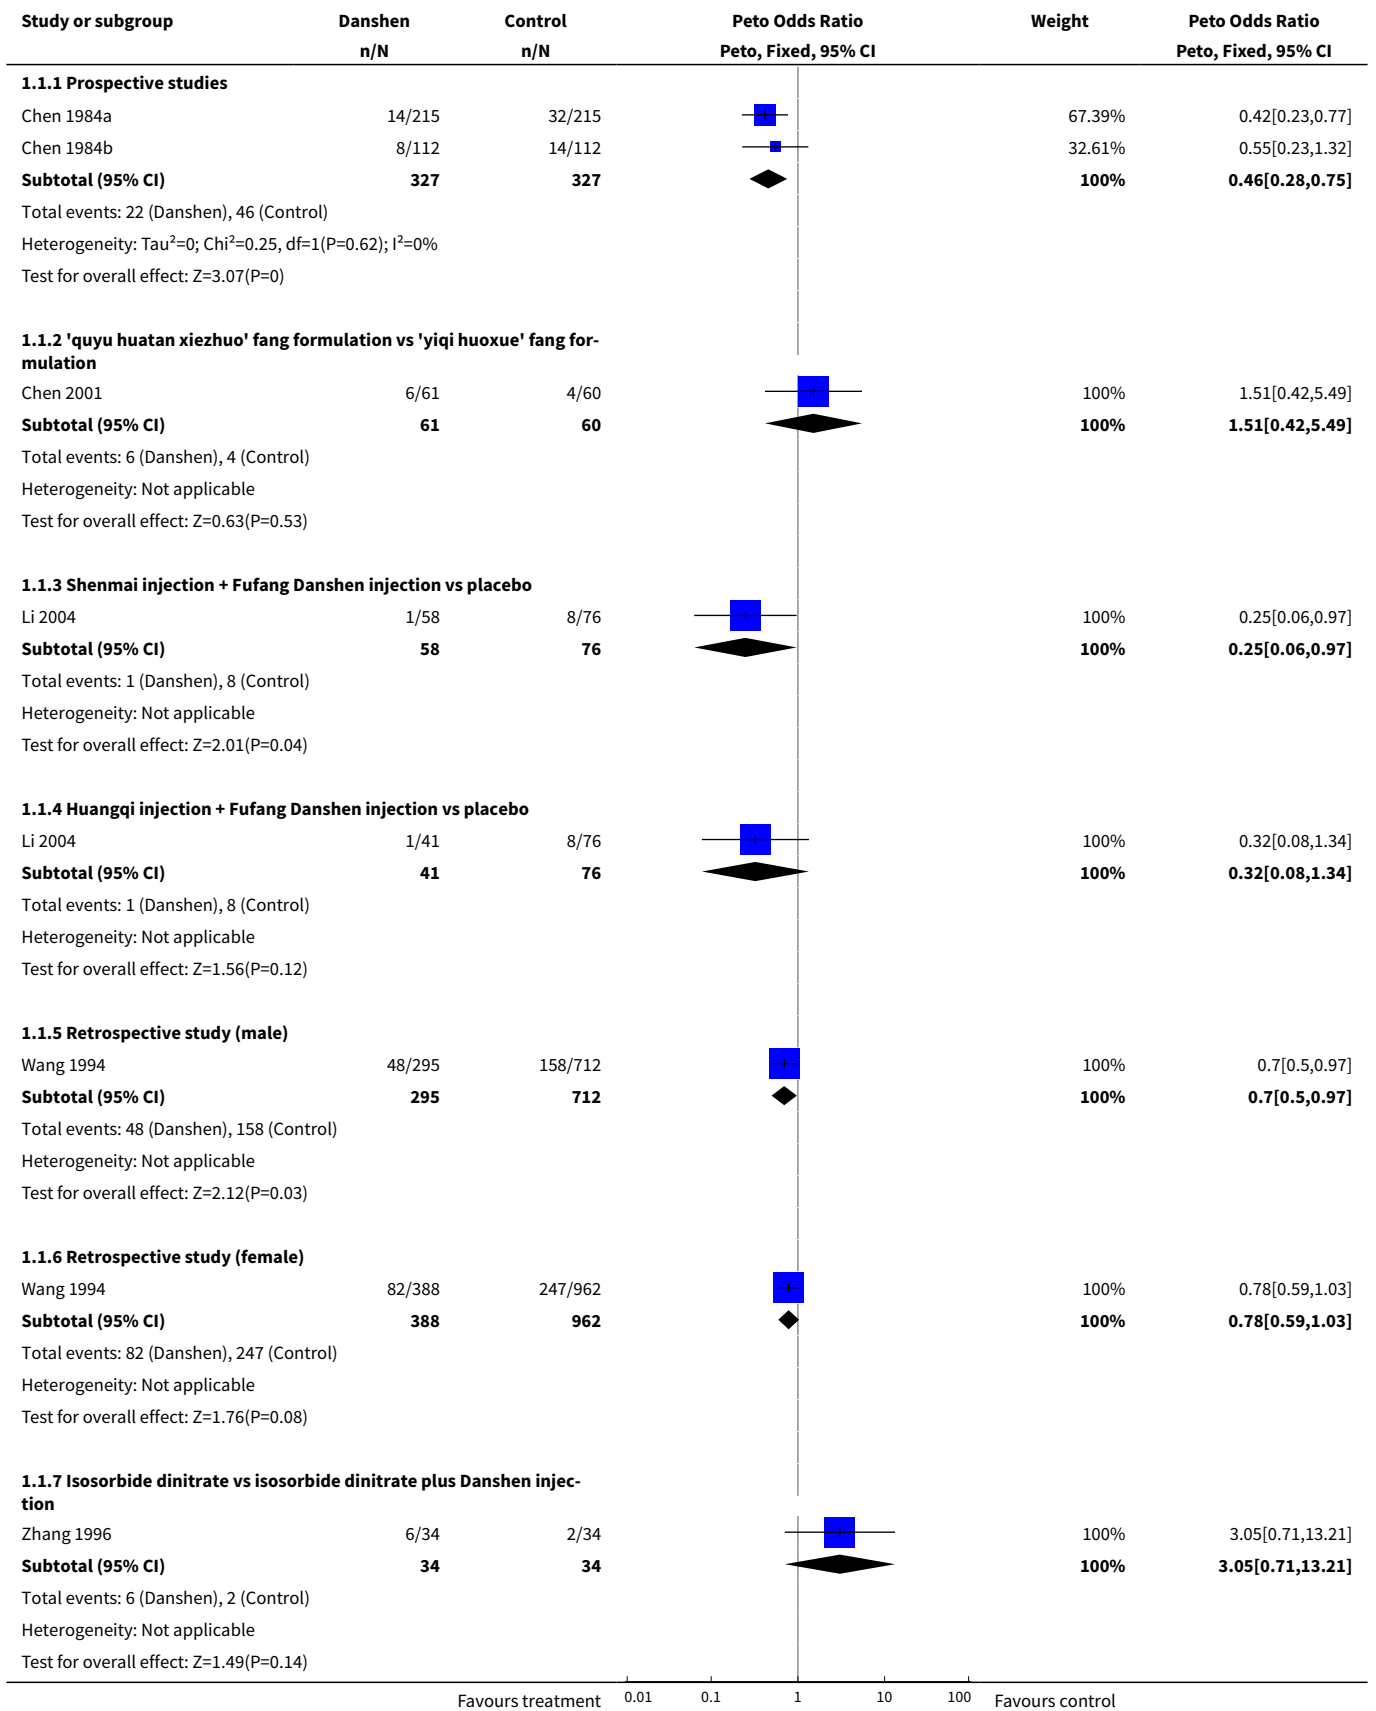 Study or subgroup Danshen Control Peto Odds Ratio Weight Peto Odds Ratio
n/N n/N Peto, Fixed, 95% CI Peto, Fixed, 95% CI
1.1.1 Prospective studies
Chen 1984a 14/215 32/215 67.39% 0.42[0.23,0.77]
Chen 1984b 8/112 14/112 32.61% 0.55[0.23,1.32]
Subtotal (95% CI) 327 327 100% 0.46[0.28,0.75]
Total events: 22 (Danshen), 46 (Control)
Heterogeneity: Tau²=0; Chi²=0.25, df=1(P=0.62); I²=0%
Test for overall effect: Z=3.07(P=0)
1.1.2 'quyu huatan xiezhuo' fang formulation vs 'yiqi huoxue' fang for-
mulation
Chen 2001 6/61 4/60 100% 1.51[0.42,5.49]
Subtotal (95% CI) 61 60 100% 1.51[0.42,5.49]
Total events: 6 (Danshen), 4 (Control)
Heterogeneity: Not applicable
Test for overall effect: Z=0.63(P=0.53)
1.1.3 Shenmai injection + Fufang Danshen injection vs placebo
Li 2004 1/58 8/76 100% 0.25[0.06,0.97]
Subtotal (95% CI) 58 76 100% 0.25[0.06,0.97]
Total events: 1 (Danshen), 8 (Control)
Heterogeneity: Not applicable
Test for overall effect: Z=2.01(P=0.04)
1.1.4 Huangqi injection + Fufang Danshen injection vs placebo
Li 2004 1/41 8/76 100% 0.32[0.08,1.34]
Subtotal (95% CI) 41 76 100% 0.32[0.08,1.34]
Total events: 1 (Danshen), 8 (Control)
Heterogeneity: Not applicable
Test for overall effect: Z=1.56(P=0.12)
1.1.5 Retrospective study (male)
Wang 1994 48/295 158/712 100% 0.7[0.5,0.97]
Subtotal (95% CI) 295 712 100% 0.7[0.5,0.97]
Total events: 48 (Danshen), 158 (Control)
Heterogeneity: Not applicable
Test for overall effect: Z=2.12(P=0.03)
1.1.6 Retrospective study (female)
Wang 1994 82/388 247/962 100% 0.78[0.59,1.03]
Subtotal (95% CI) 388 962 100% 0.78[0.59,1.03]
Total events: 82 (Danshen), 247 (Control)
Heterogeneity: Not applicable
Test for overall effect: Z=1.76(P=0.08)
1.1.7 Isosorbide dinitrate vs isosorbide dinitrate plus Danshen injec-
tion
Zhang 1996 6/34 2/34 100% 3.05[0.71,13.21]
Subtotal (95% CI) 34 34 100% 3.05[0.71,13.21]
Total events: 6 (Danshen), 2 (Control)
Heterogeneity: Not applicable
Test for overall effect: Z=1.49(P=0.14)
Favours treatment 0.01 0.1 1 10 100 Favours control